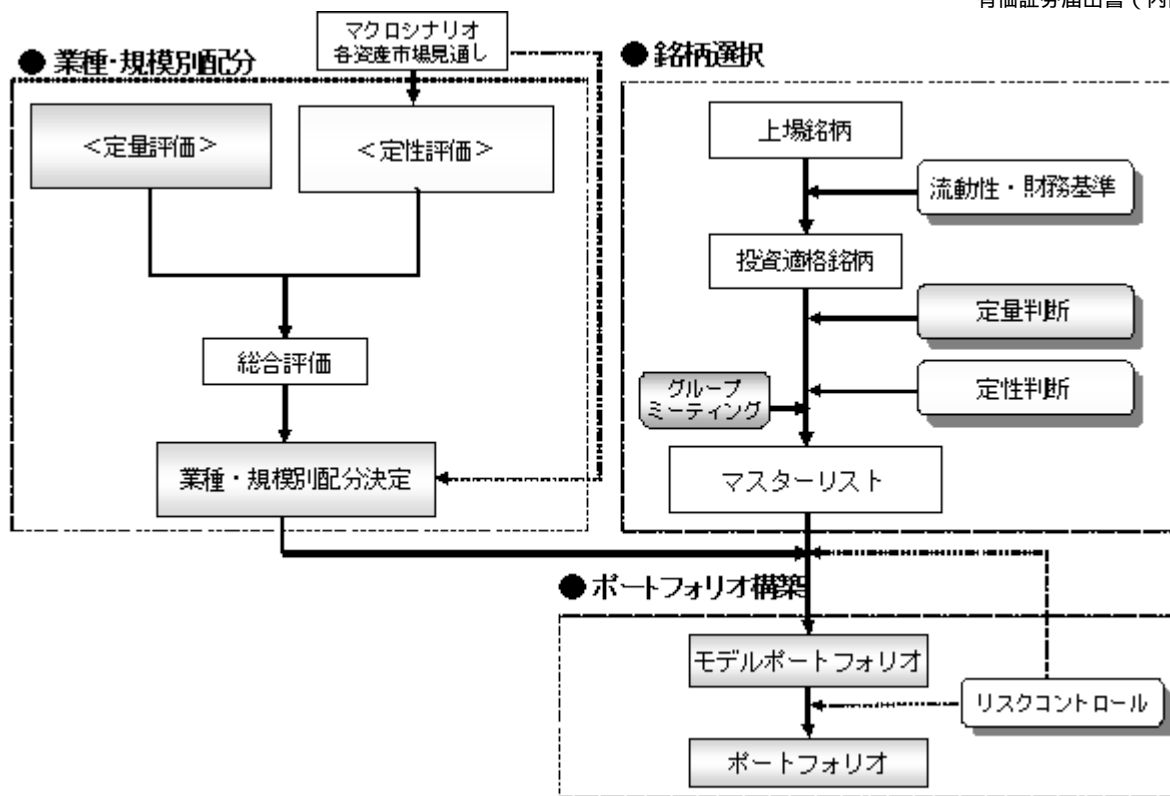 マクロシナリオ
各資産市場見通し
●業種・規模別配分
＜定量評価＞
＜定性評価＞
総合評価
業種・規模別配分決定
●銘柄選択
上場銘柄
流動性・財務基準
投資適格銘柄
定量判断
定性判断
グループ
ミーティング
マスターリスト
●ポートフォリオ構築
モデルポートフォリオ
リスクコントロール
ポートフォリオ